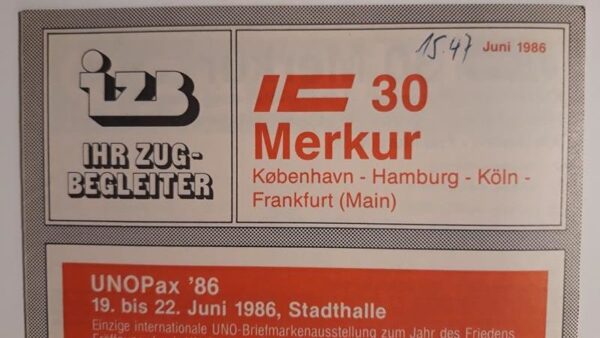 izB
IHR ZUG-
BEGLEITER
15.47
Juni 1986
IC 30
Merkur
København - Hamburg - Köln -
Frankfurt (Main)
UNOPax '86
19. bis 22. Juni 1986, Stadthalle
Einzige internationale UNO-Briefmarkenausstellung zum Jahr des Friedens